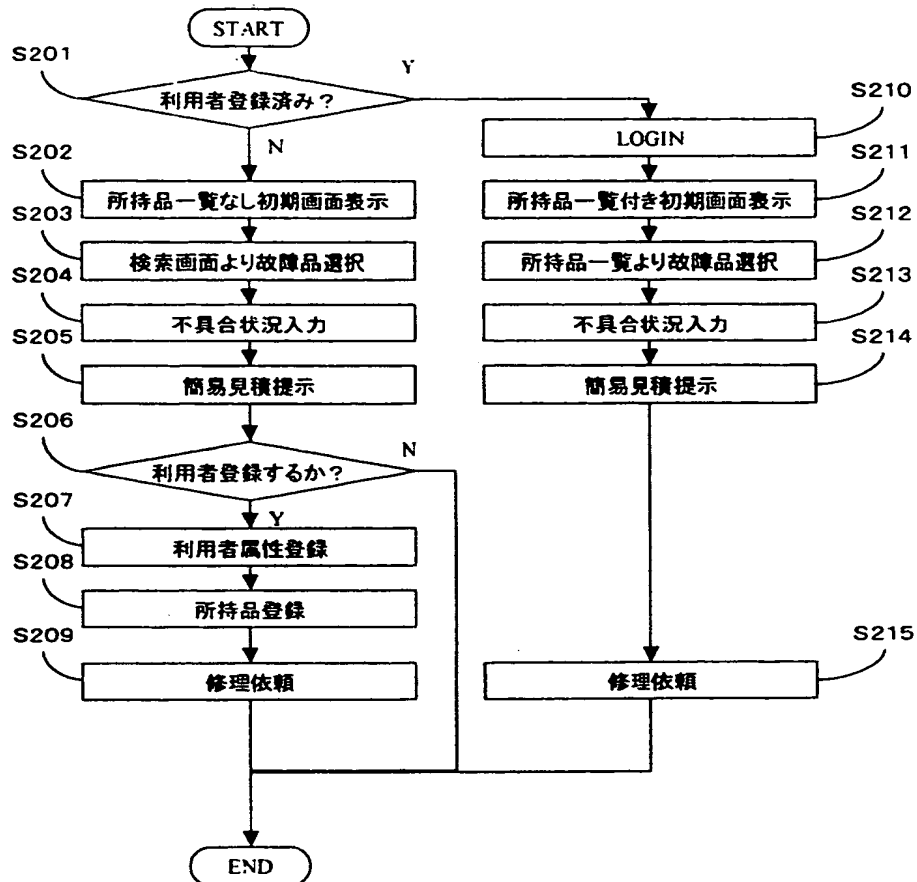 START
S201
利用者登録済み？
Y
N
S202
所持品一覧なし初期画面表示
S203
検索画面より故障品選択
S204
不具合状況入力
S205
簡易見積提示
S206
利用者登録するか？
N
Y
S207
利用者属性登録
S208
所持品登録
S209
修理依頼
S210
LOGIN
S211
所持品一覧付き初期画面表示
S212
所持品一覧より故障品選択
S213
不具合状況入力
S214
簡易見積提示
S215
修理依頼
END